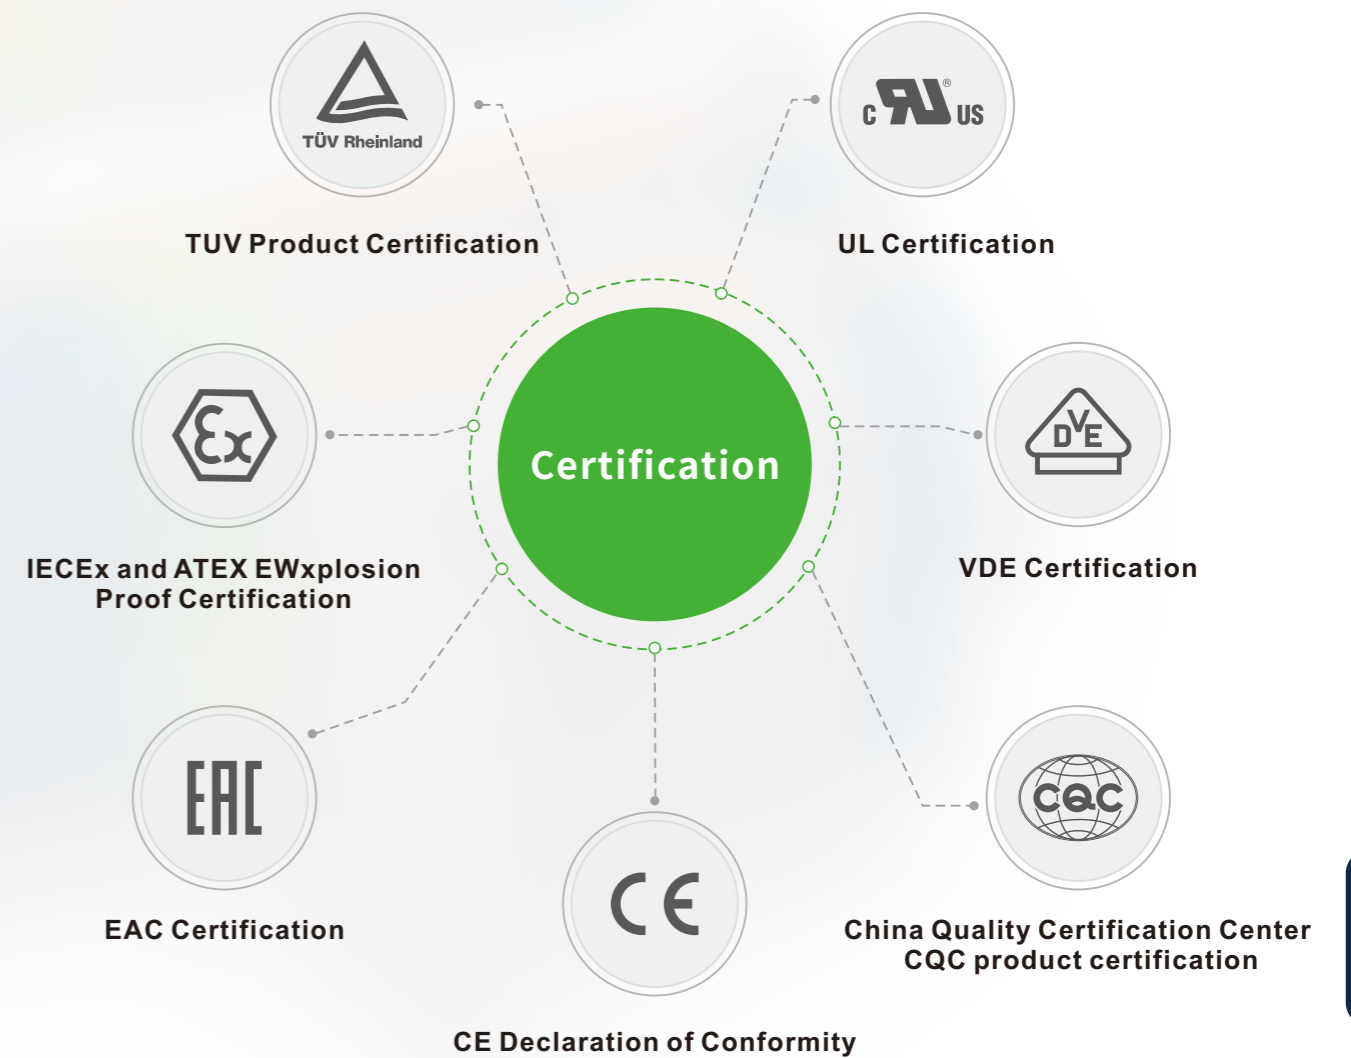 TÜV Rheinland
TUV Product Certification
C RU ® US
UL Certification
Ex
IECEx and ATEX EWxplosion
Proof Certification
Certification
DVE
VDE Certification
EAC
EAC Certification
CE
CE Declaration of Conformity
CQC
China Quality Certification Center
CQC product certification